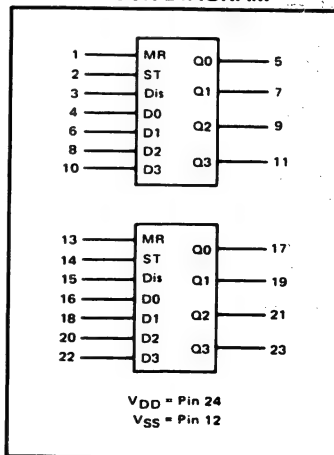 1 MR Q0 5
2 ST Q1 7
3 Dis
4 D0 Q2 9
6 D1
8 D2 Q3 11
10 D3
13 MR Q0 17
14 ST Q1 19
15 Dis
16 D0 Q2 21
18 D1
20 D2 Q3 23
22 D3
VDD = Pin 24
VSS = Pin 12